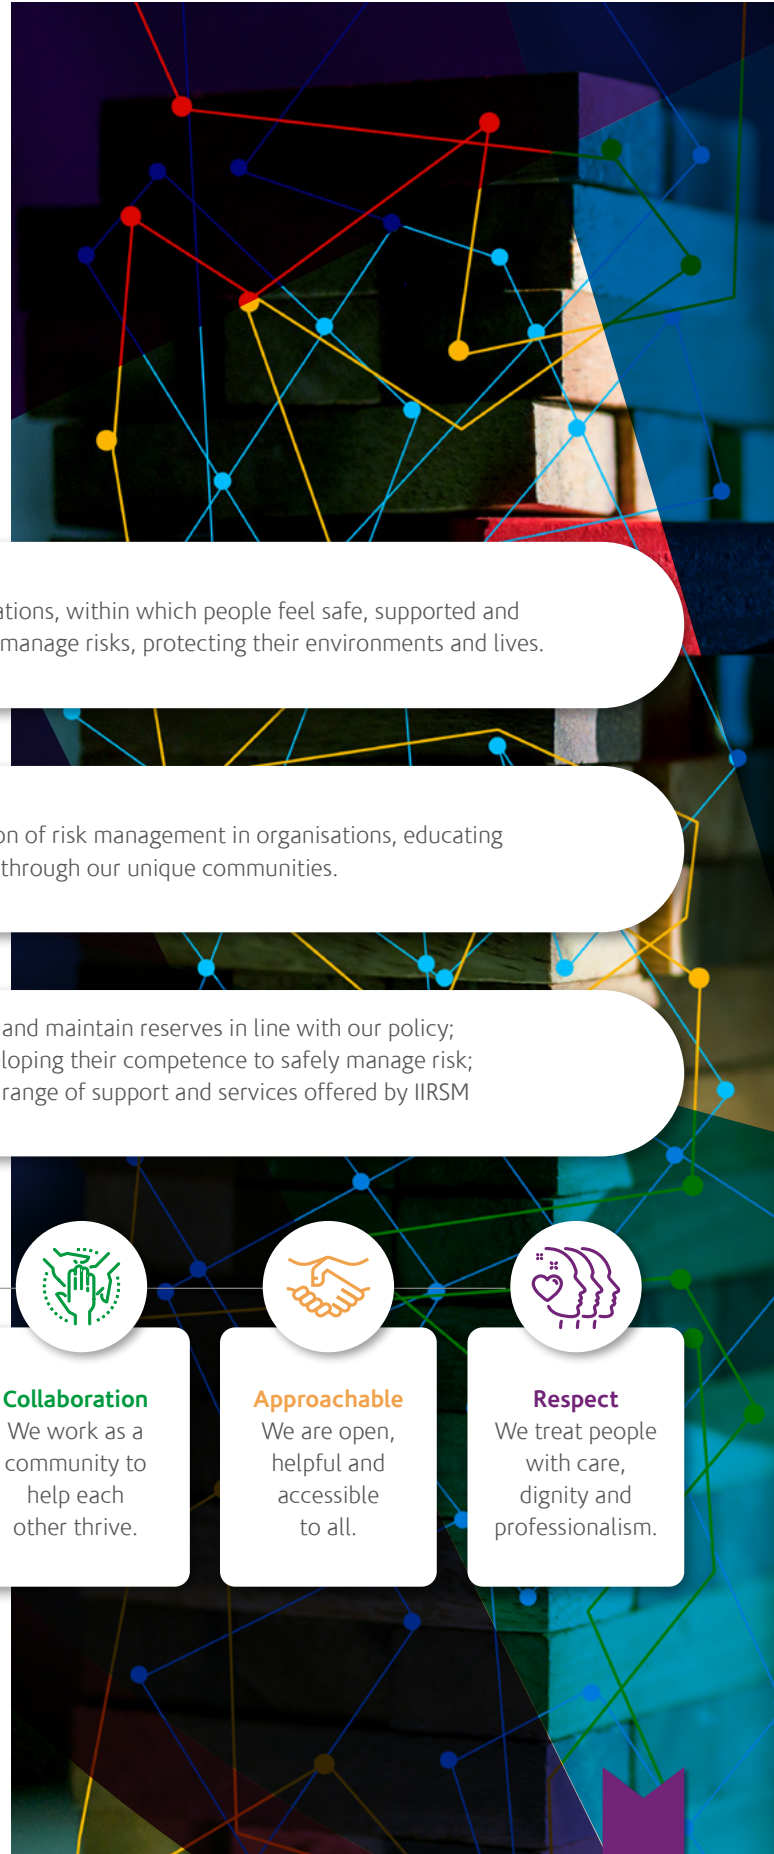 ations, within which people feel safe, supported and
manage risks, protecting their environments and lives.
on of risk management in organisations, educating
through our unique communities.
and maintain reserves in line with our policy;
loping their competence to safely manage risk;
range of support and services offered by IIRSM
Collaboration
We work as a
community to
help each
other thrive.
Approachable
We are open,
helpful and
accessible
to all.
Respect
We treat people
with care,
dignity and
professionalism.